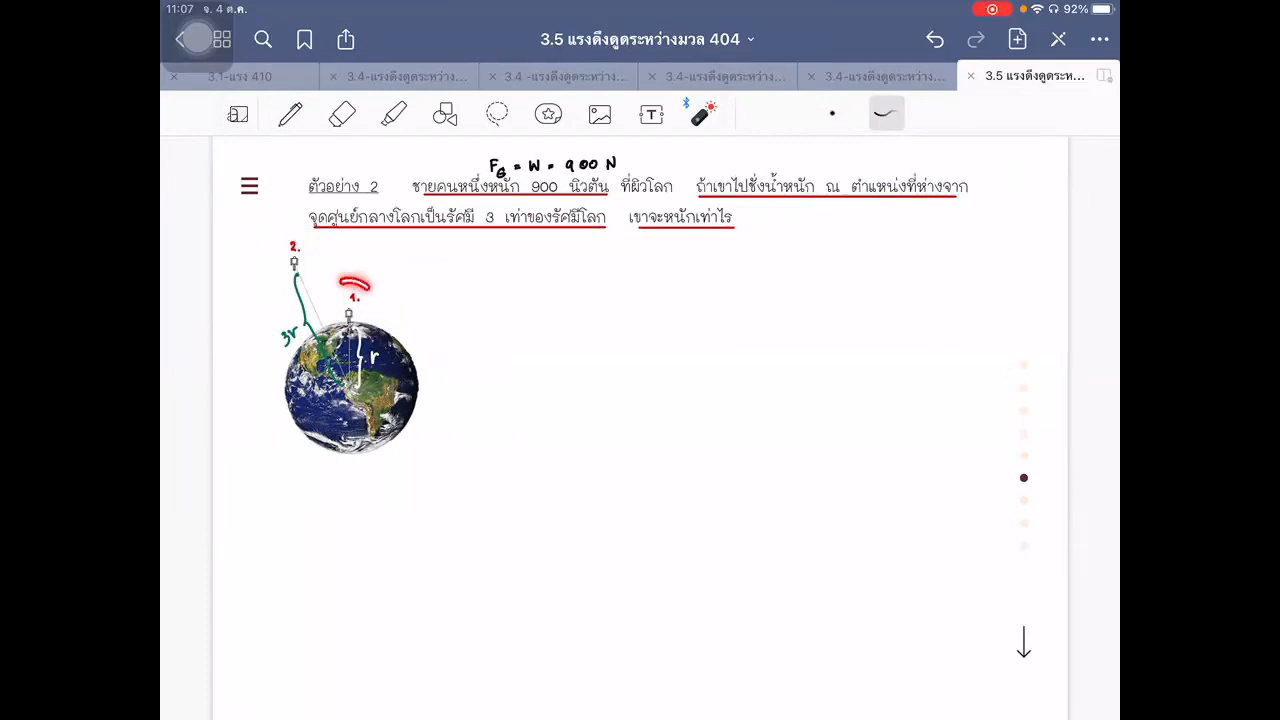 11:07 จ. 4 ต.ค. 92%
3.5 แรงดึงดูดระหว่างมวล 404
3.1-แรง 410 3.4-แรงดึงดูดระหว่าง... 3.4 -แรงดึงดูดระหว่าง... 3.4-แรงดึงดูดระหว่าง... 3.4-แรงดึงดูดระหว่าง... 3.5 แรงดึงดูดระห...
FG = W = 900 N
ตัวอย่าง 2 ชายคนหนึ่งหนัก 900 นิวตัน ที่ผิวโลก ถ้าเขาไปชั่งน้ำหนัก ณ ตำแหน่งที่ห่างจาก
จุดศูนย์กลางโลกเป็นรัศมี 3 เท่าของรัศมีโลก เขาจะหนักเท่าไร
2.
1.
3r
r